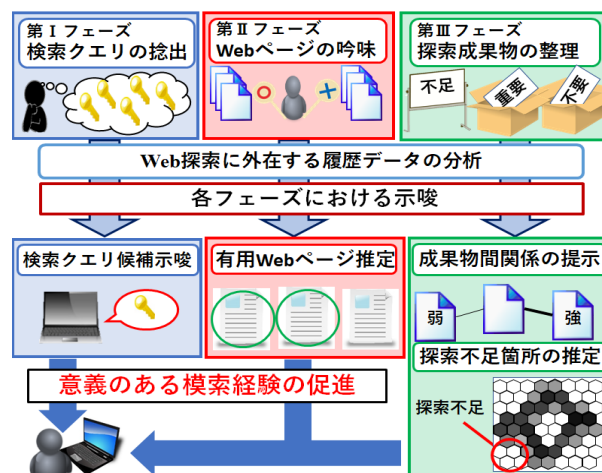 第Ⅰフェーズ
検索クエリの捻出
第Ⅱフェーズ
Webページの吟味
第Ⅲフェーズ
探索成果物の整理
不足
重要
不要
Web探索に外在する履歴データの分析
各フェーズにおける示唆
検索クエリ候補示唆
有用Webページ推定
成果物間関係の提示
弱
強
探索不足箇所の推定
意義のある模索経験の促進
探索不足